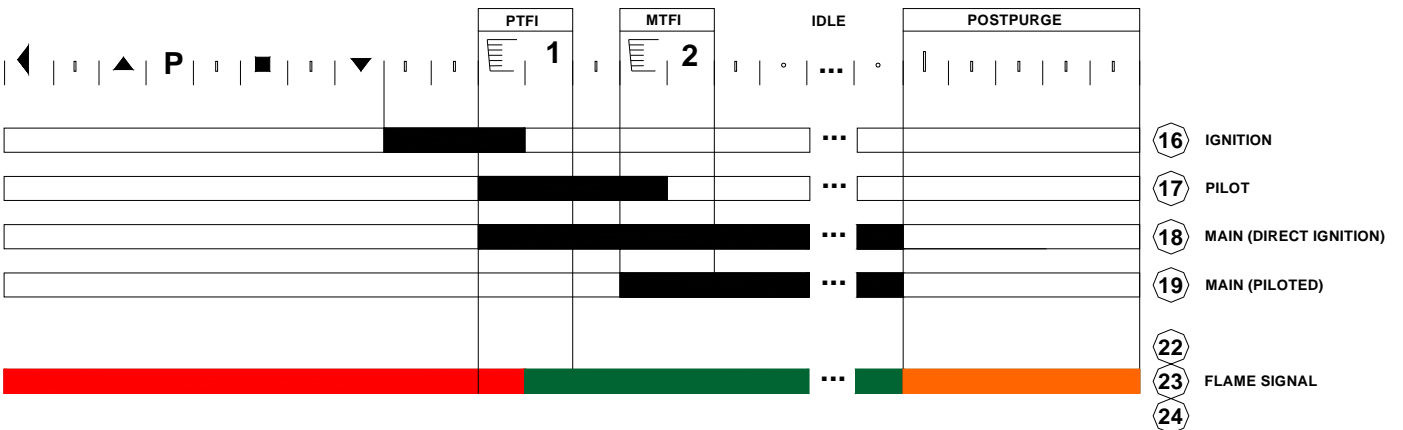 PTFI MTFI IDLE POSTPURGE
P 1 2 ...
... 16 IGNITION
... 17 PILOT
... 18 MAIN (DIRECT IGNITION)
... 19 MAIN (PILOTED)
22
... 23 FLAME SIGNAL
24